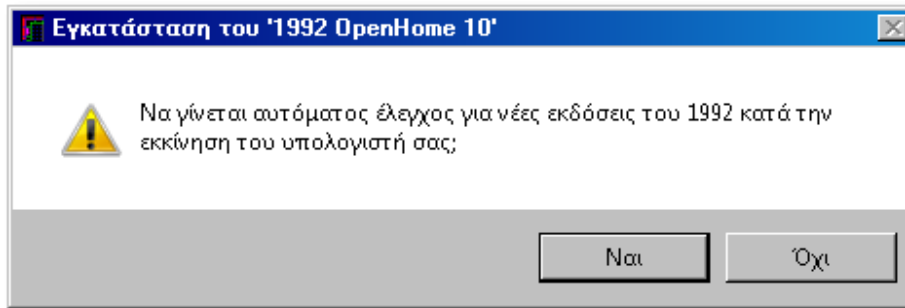 Εγκατάσταση του '1992 OpenHome 10'
Να γίνεται αυτόματος έλεγχος για νέες εκδόσεις του 1992 κατά την
εκκίνηση του υπολογιστή σας;
Ναι
Όχι